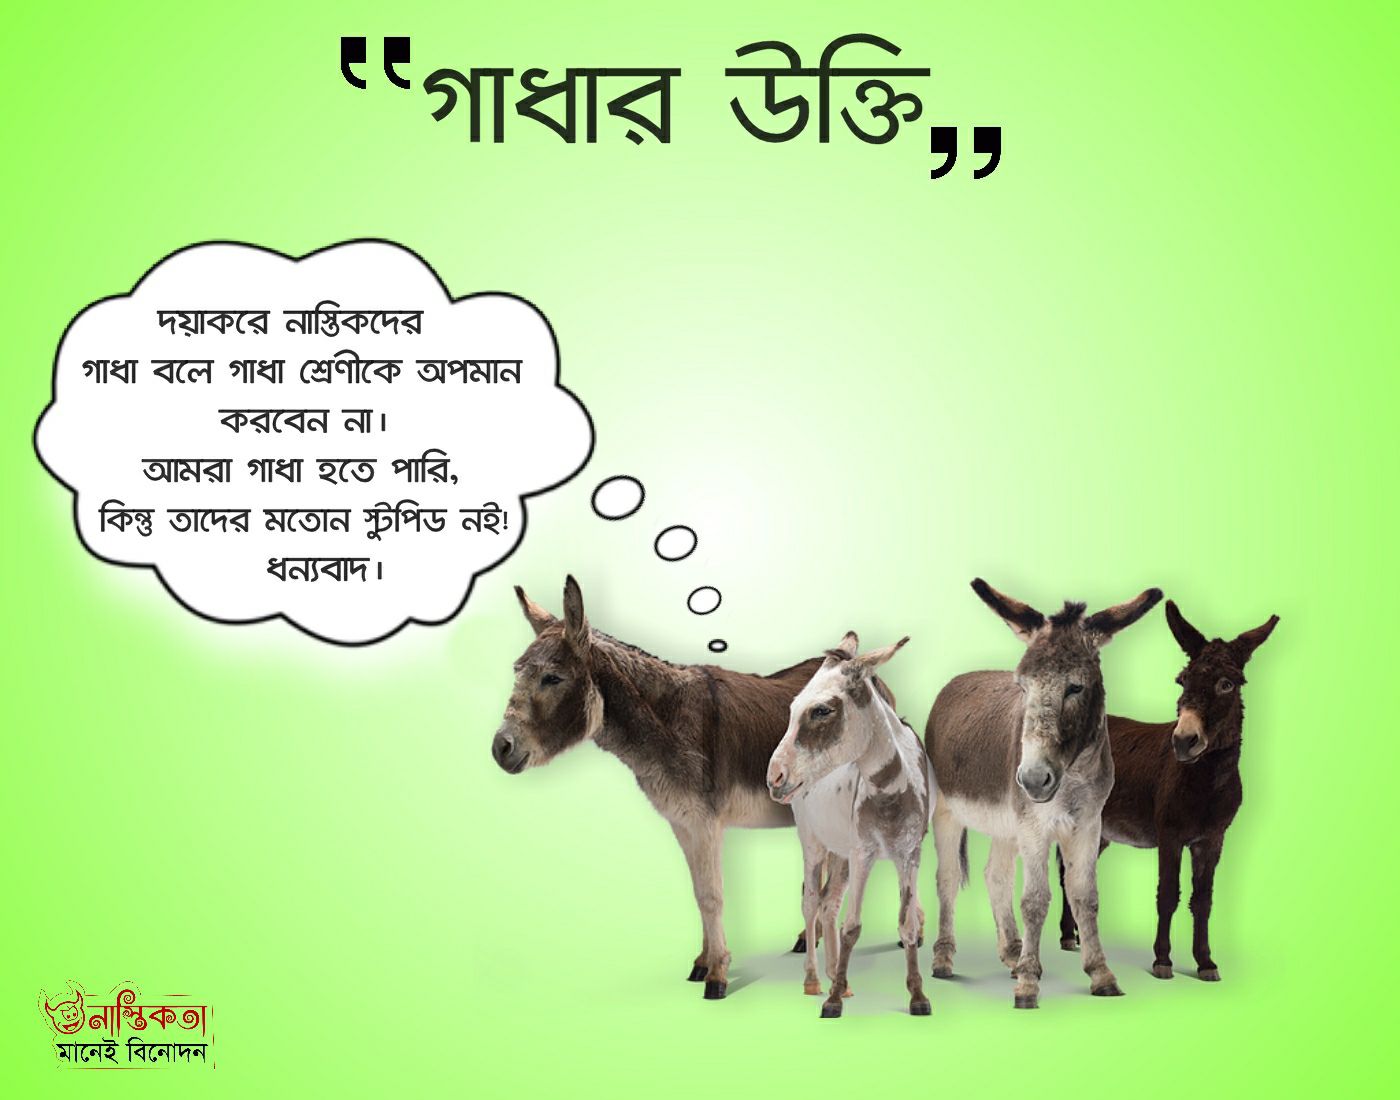 "গাধার উক্তি"
দয়াকরে নাস্তিকদের
গাধা বলে গাধা শ্রেণীকে অপমান
করবেন না।
আমরা গাধা হতে পারি,
কিন্তু তাদের মতোন স্টুপিড নই!
ধন্যবাদ।
নাস্তিকতা
মানেই বিনোদন